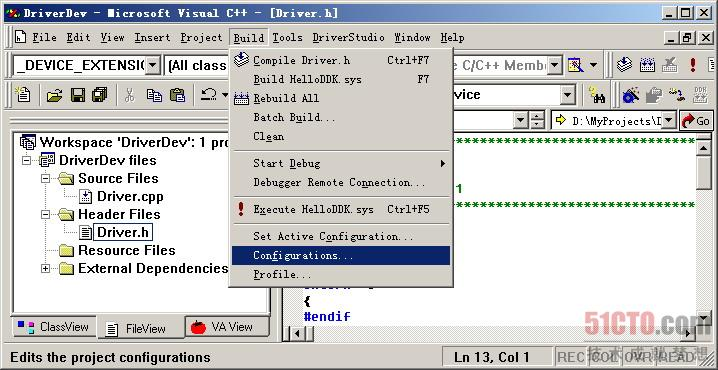 DriverDev - Microsoft Visual C++ - [Driver.h]
File Edit View Insert Project Build Tools DriverStudio Window Help
_DEVICE_EXTENSIO (All class C/C++ Membe
Compile Driver.h Ctrl+F7
Build HelloDDK.sys F7
Rebuild All
Batch Build...
Clean
Start Debug
Debugger Remote Connection...
Execute HelloDDK.sys Ctrl+F5
Set Active Configuration...
Configurations...
Profile...
vice
D:\MyProjects\D Go
Workspace 'DriverDev': 1 pro
DriverDev files
Source Files
Driver.cpp
Header Files
Driver.h
Resource Files
External Dependencies
1
{
#endif
ClassView FileView VA View
51CTO.com
技术成就梦想
Edits the project configurations Ln 13, Col 1 REC COL OVR READ